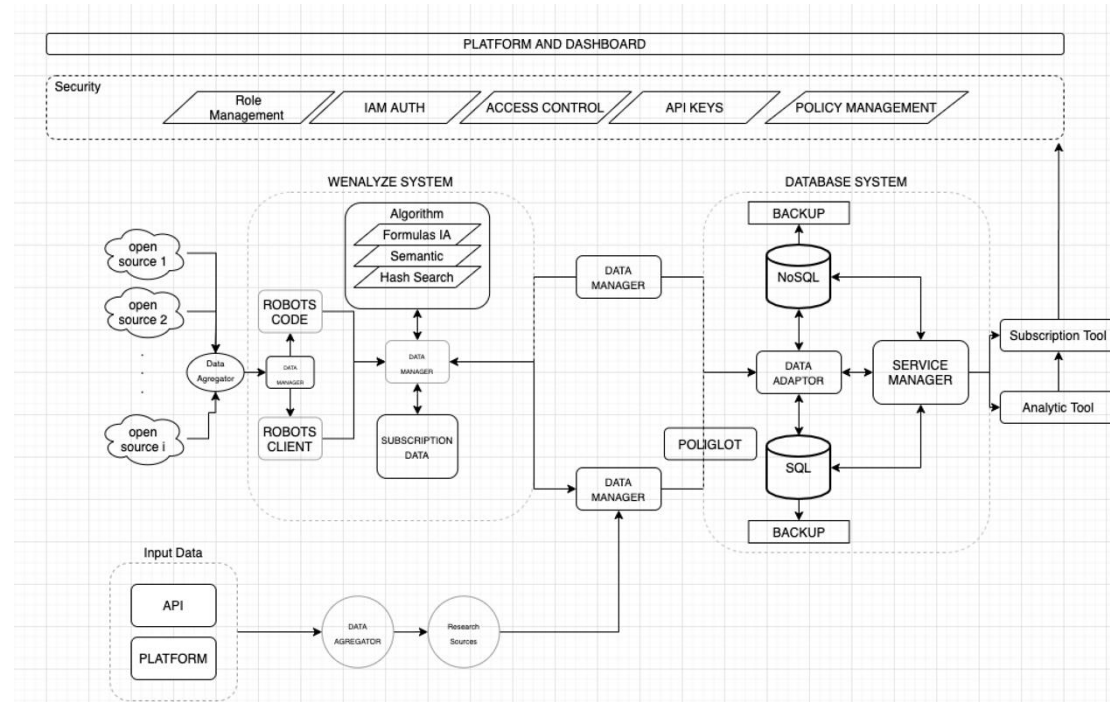 PLATFORM AND DASHBOARD
Security
Role
Management
IAM AUTH
ACCESS CONTROL
API KEYS
POLICY MANAGEMENT
WENALYZE SYSTEM
DATABASE SYSTEM
Algorithm
Formulas IA
Semantic
Hash Search
BACKUP
open
source 1
open
source 2
.
.
.
open
source i
Data
Agregator
ROBOTS
CODE
DATA
MANAGER
ROBOTS
CLIENT
DATA
MANAGER
SUBSCRIPTION
DATA
DATA
MANAGER
DATA
MANAGER
NoSQL
DATA
ADAPTOR
SERVICE
MANAGER
Subscription Tool
Analytic Tool
POLIGLOT
SQL
BACKUP
Input Data
API
PLATFORM
DATA
AGREGATOR
Research
Sources